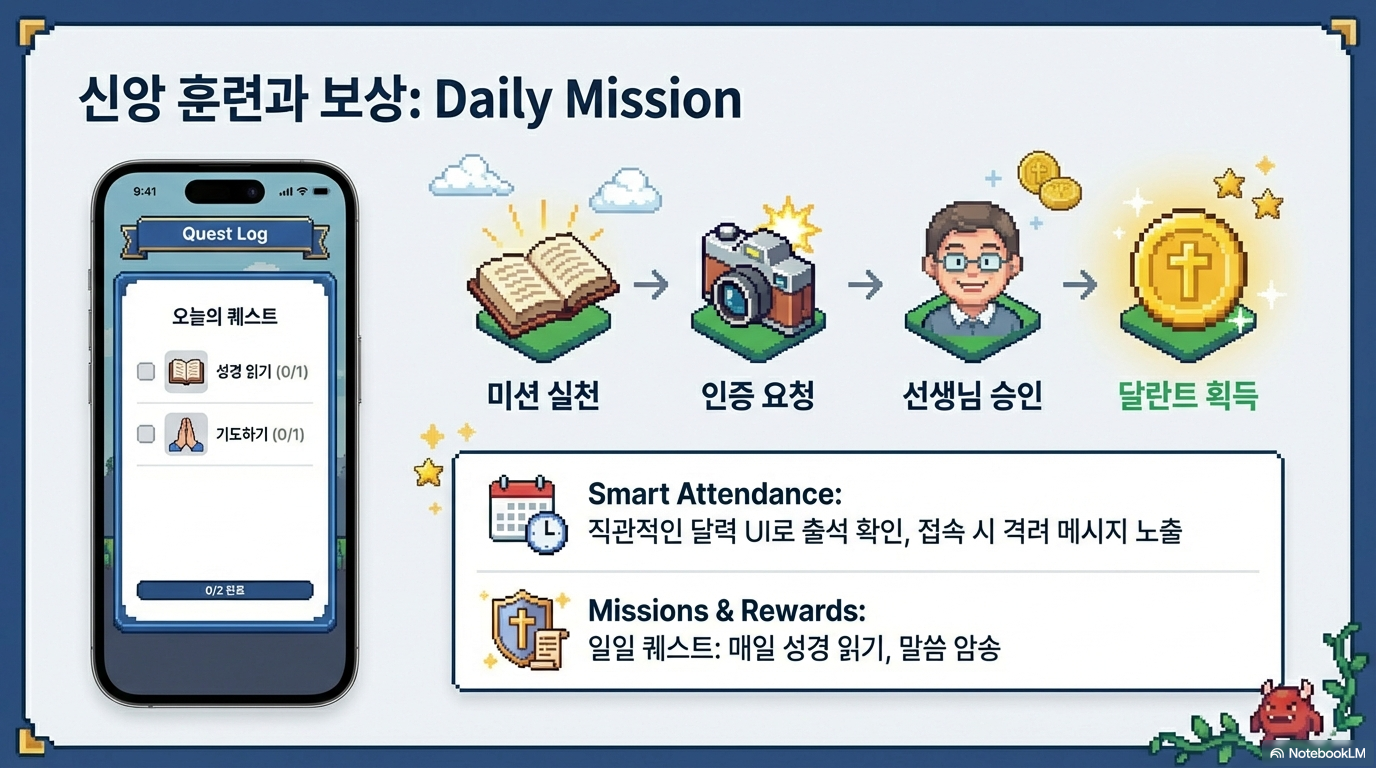 신앙 훈련과 보상: Daily Mission
9:41
Quest Log
오늘의 퀘스트
성경 읽기 (0/1)
기도하기 (0/1)
0/2
미션 실천
인증 요청
선생님 승인
달란트 획득
Smart Attendance:
직관적인 달력 UI로 출석 확인, 접속 시 격려 메시지 노출
Missions & Rewards:
일일 퀘스트: 매일 성경 읽기, 말씀 암송
NotebookLM